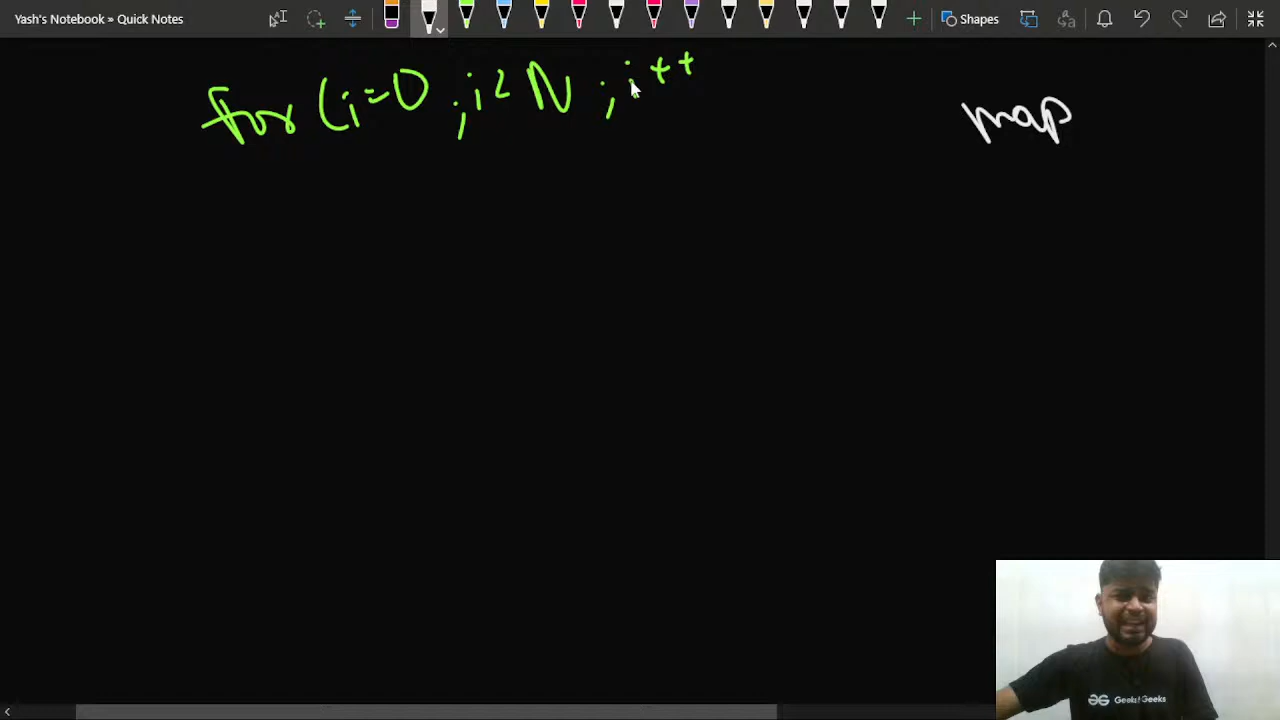 Yash's Notebook » Quick Notes
Shapes
for (i=0 ; i< N ; i++
map
GeeksforGeeks